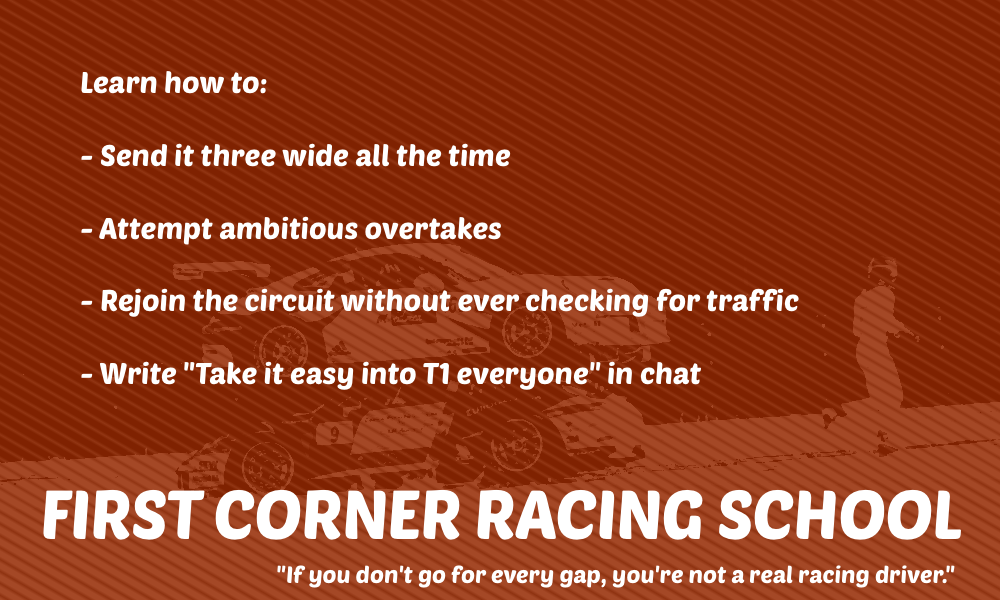 Learn how to:
- Send it three wide all the time
- Attempt ambitious overtakes
- Rejoin the circuit without ever checking for traffic
- Write "Take it easy into T1 everyone" in chat
9
FIRST CORNER RACING SCHOOL
"If you don't go for every gap, you're not a real racing driver."